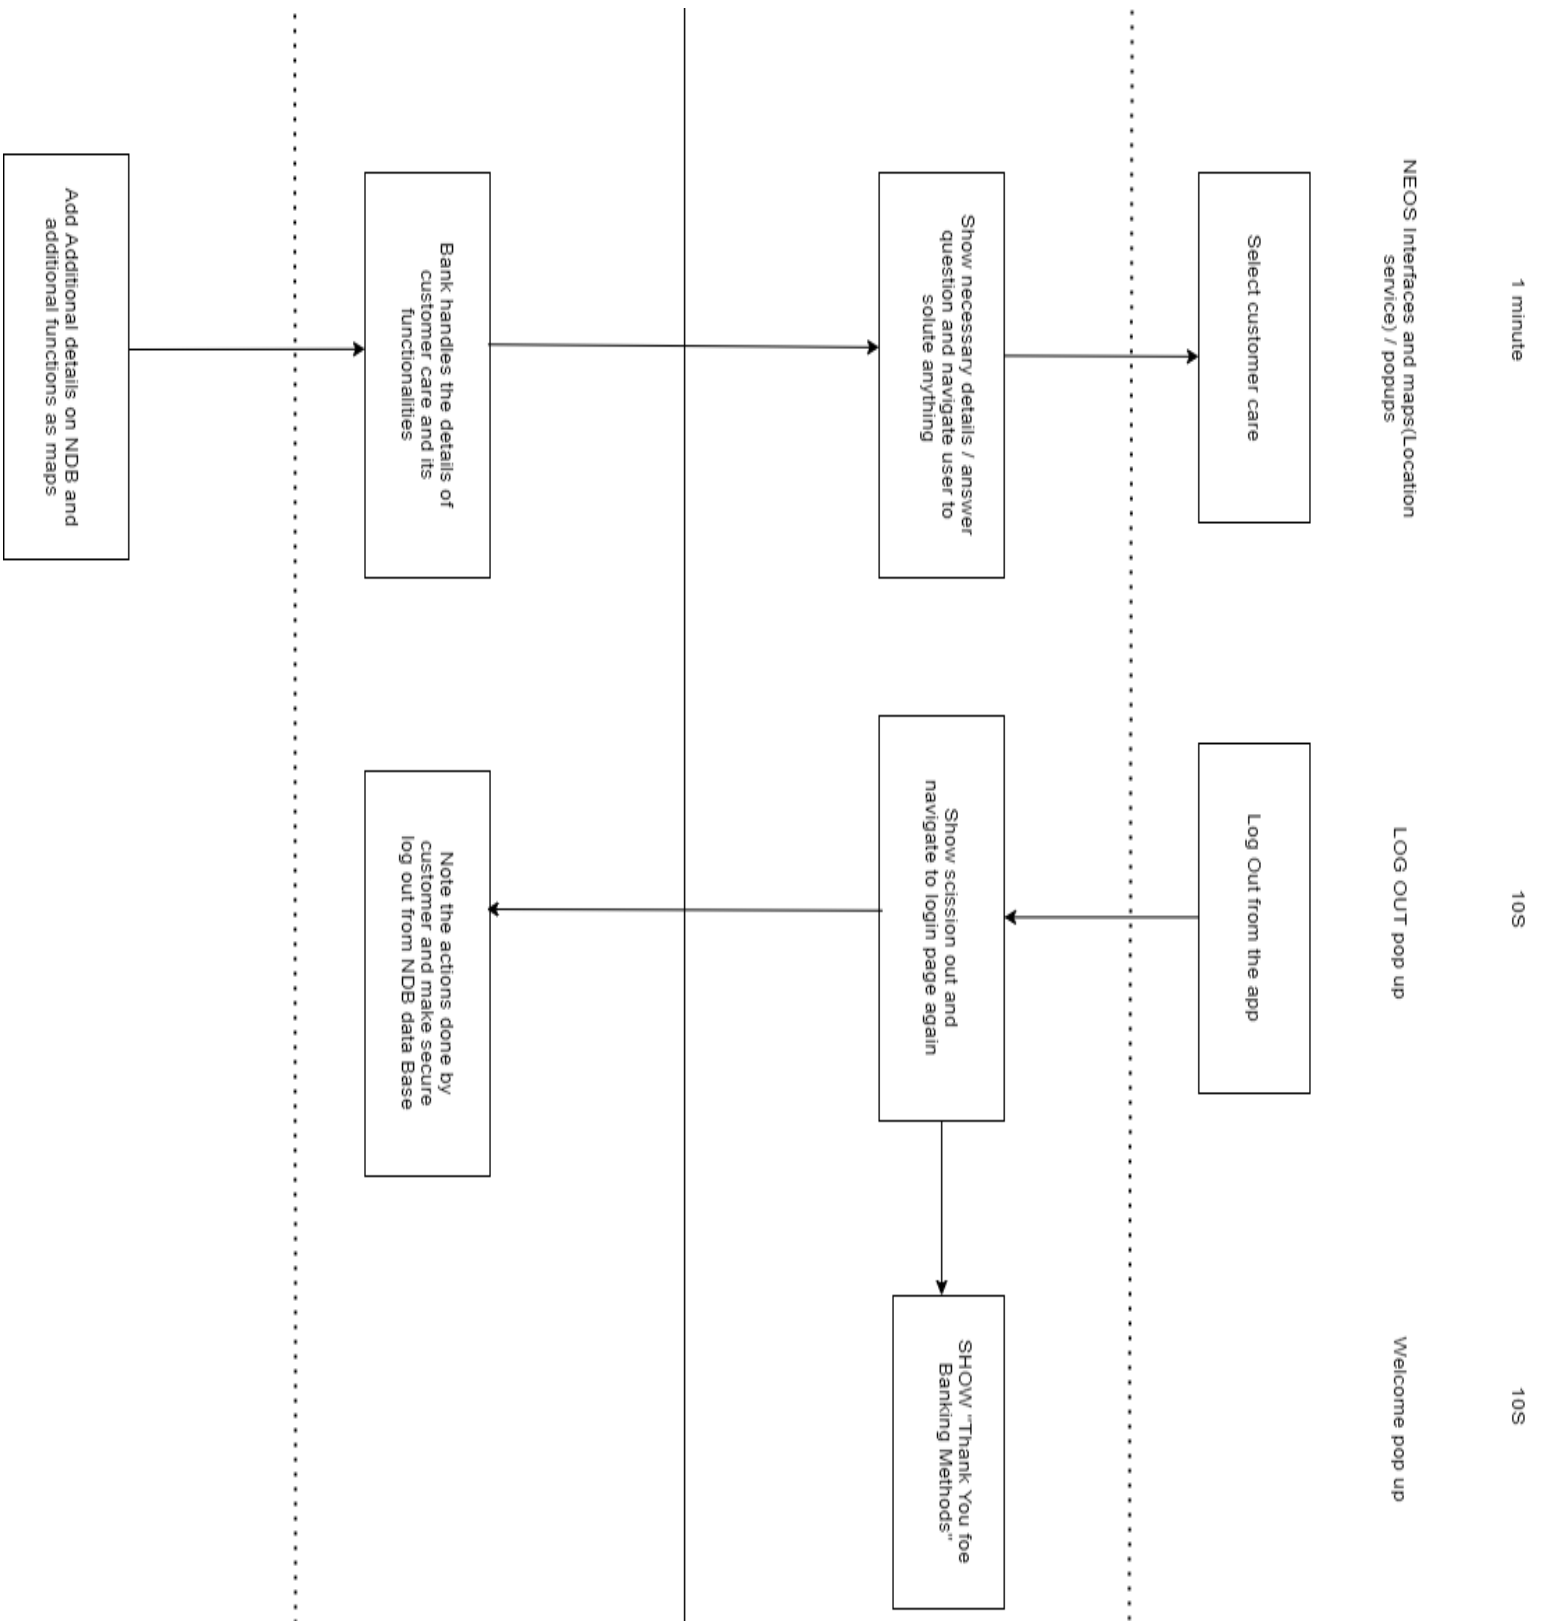 1 minute
10S
10S
NEOS Interfaces and maps(Location
service) / popups
LOG OUT pop up
Welcome pop up
Select customer care
Log Out from the app
Show necessary details / answer
question and navigate user to
solute anything
Show scission out and
navigate to login page again
SHOW "Thank You foe
Banking Methods"
Bank handles the details of
customer care and its
functionalities
Note the actions done by
customer and make secure
log out from NDB data Base
Add Additional details on NDB and
additional functions as maps